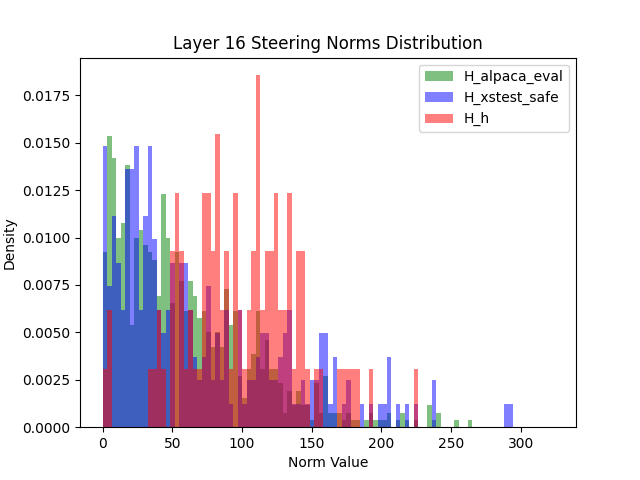 Layer 16 Steering Norms Distribution
H_alpaca_eval
H_xstest_safe
H_h
0.0175
0.0150
0.0125
0.0100
0.0075
0.0050
0.0025
0.0000
Density
0 50 100 150 200 250 300
Norm Value